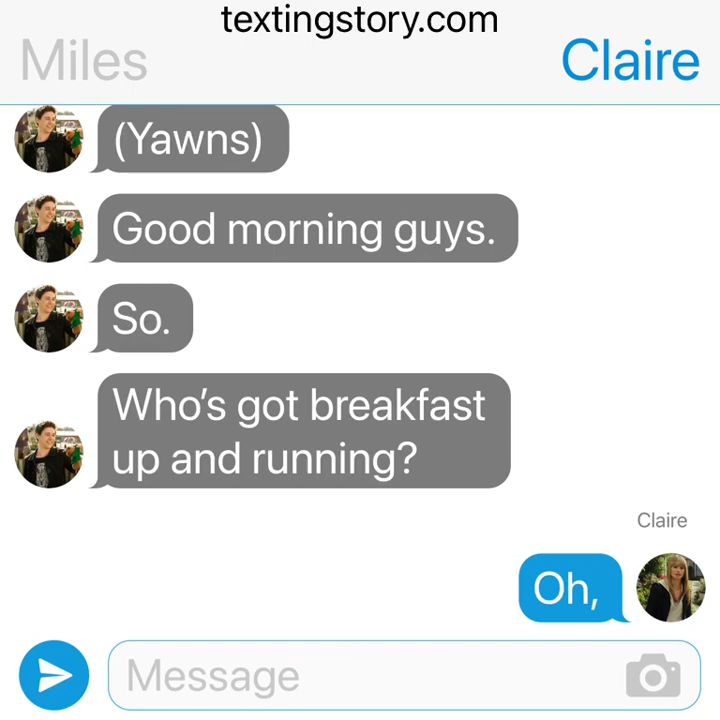 textingstory.com
Miles
Claire
(Yawns)
Good morning guys.
So.
Who’s got breakfast
up and running?
Claire
Oh,
Message